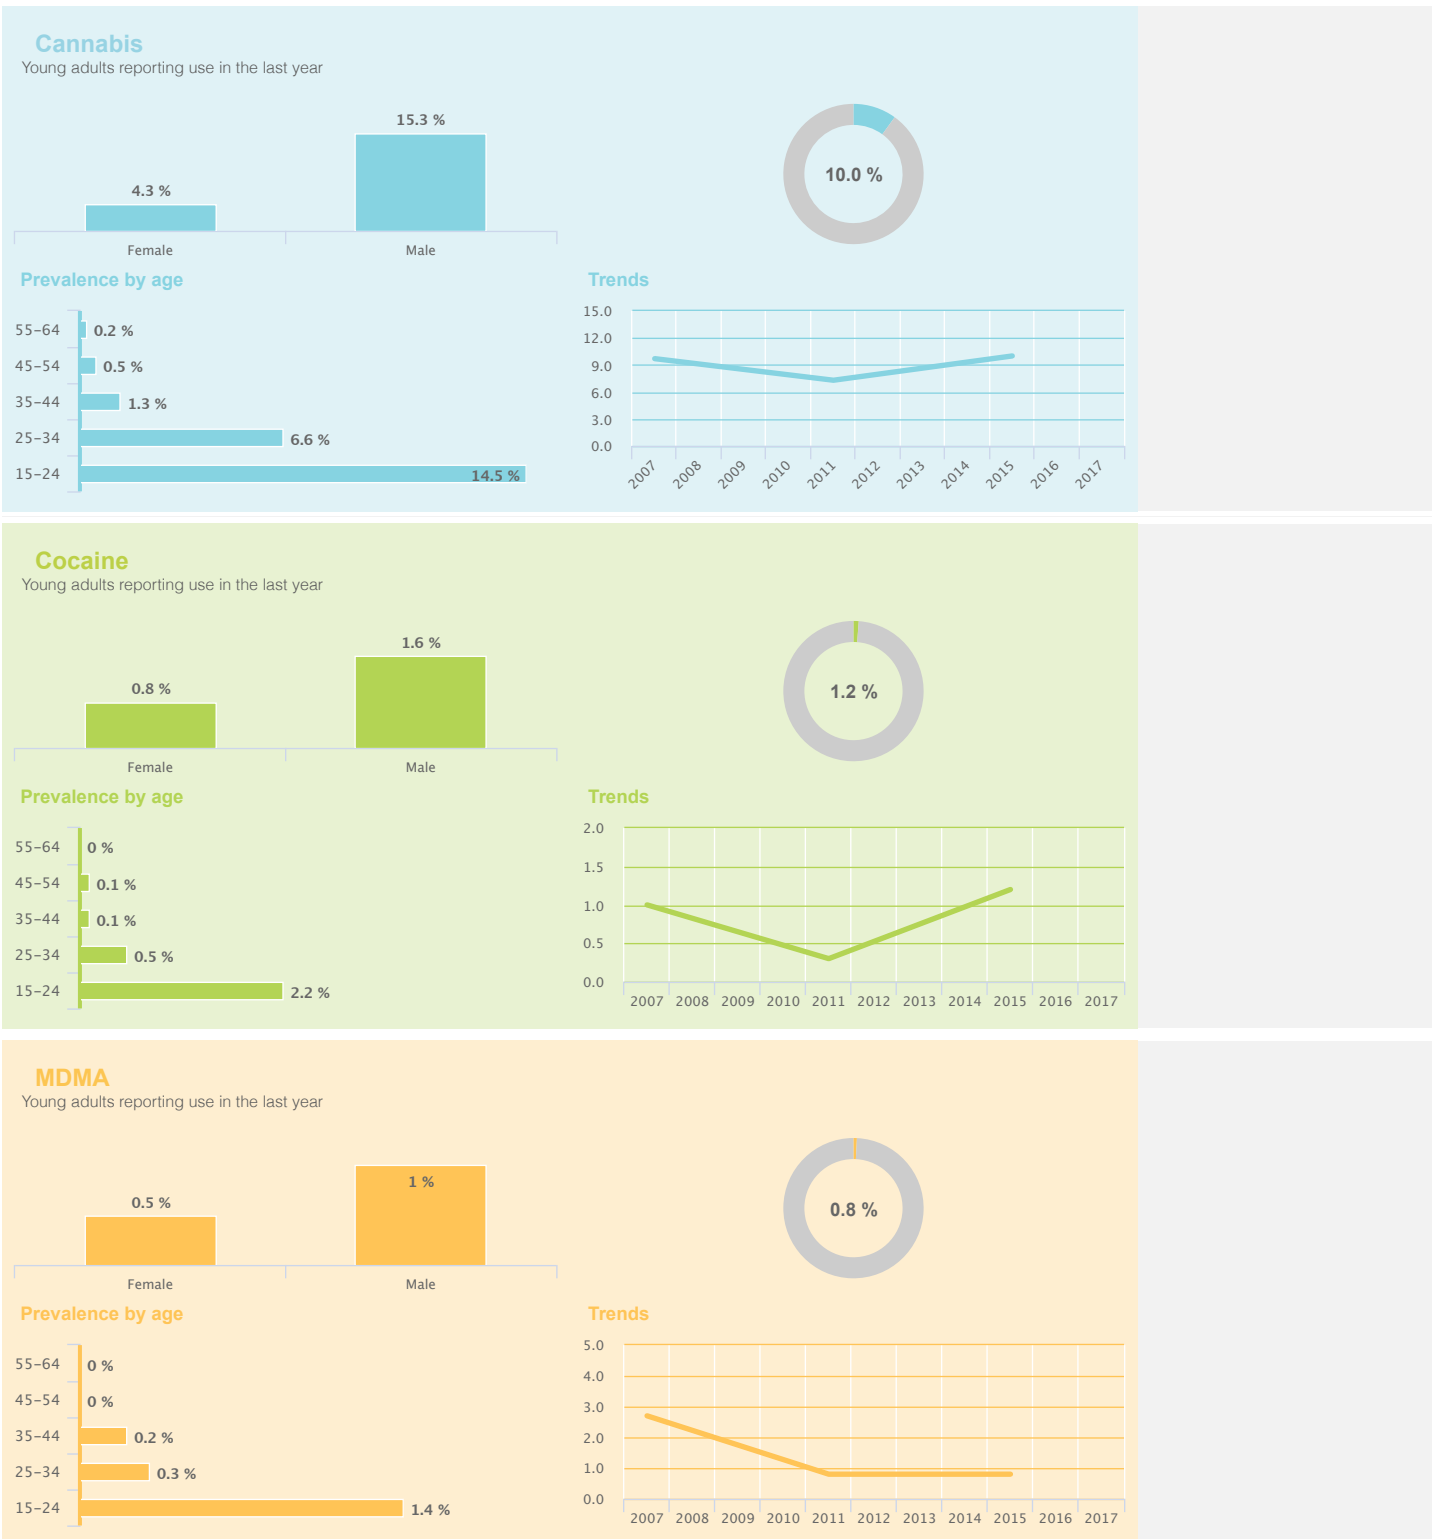 Cannabis
Young adults reporting use in the last year
15.3 %
4.3 %
Female
Male
10.0 %
Prevalence by age
55-64
0.2 %
45-54
0.5 %
35-44
1.3 %
25-34
6.6 %
15-24
14.5 %
Trends
15.0
12.0
9.0
6.0
3.0
0.0
2007 2008 2009 2010 2011 2012 2013 2014 2015 2016 2017
Cocaine
Young adults reporting use in the last year
1.6 %
0.8 %
Female
Male
1.2 %
Prevalence by age
55-64
0 %
45-54
0.1 %
35-44
0.1 %
25-34
0.5 %
15-24
2.2 %
Trends
2.0
1.5
1.0
0.5
0.0
2007 2008 2009 2010 2011 2012 2013 2014 2015 2016 2017
MDMA
Young adults reporting use in the last year
1 %
0.5 %
Female
Male
0.8 %
Prevalence by age
55-64
0 %
45-54
0 %
35-44
0.2 %
25-34
0.3 %
15-24
1.4 %
Trends
5.0
4.0
3.0
2.0
1.0
0.0
2007 2008 2009 2010 2011 2012 2013 2014 2015 2016 2017